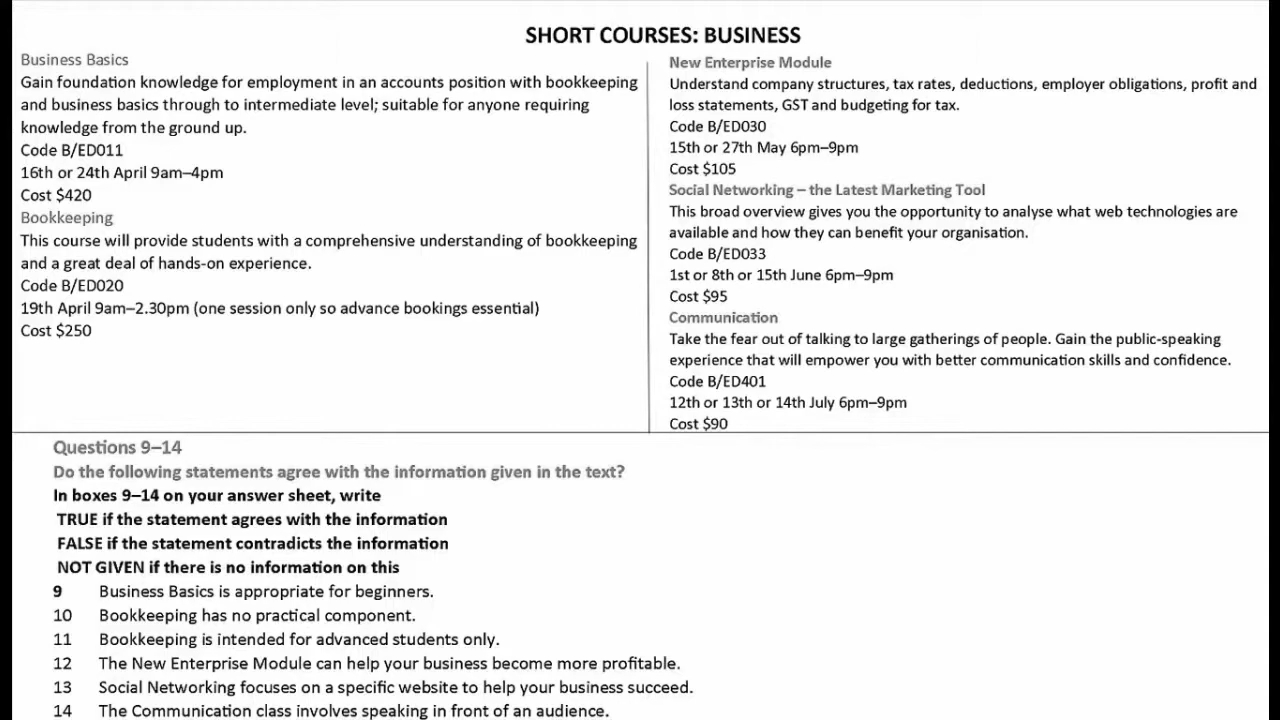 SHORT COURSES: BUSINESS
Business Basics
Gain foundation knowledge for employment in an accounts position with bookkeeping
and business basics through to intermediate level; suitable for anyone requiring
knowledge from the ground up.
Code B/ED011
16th or 24th April 9am–4pm
Cost $420
Bookkeeping
This course will provide students with a comprehensive understanding of bookkeeping
and a great deal of hands-on experience.
Code B/ED020
19th April 9am–2.30pm (one session only so advance bookings essential)
Cost $250
New Enterprise Module
Understand company structures, tax rates, deductions, employer obligations, profit and
loss statements, GST and budgeting for tax.
Code B/ED030
15th or 27th May 6pm–9pm
Cost $105
Social Networking – the Latest Marketing Tool
This broad overview gives you the opportunity to analyse what web technologies are
available and how they can benefit your organisation.
Code B/ED033
1st or 8th or 15th June 6pm–9pm
Cost $95
Communication
Take the fear out of talking to large gatherings of people. Gain the public-speaking
experience that will empower you with better communication skills and confidence.
Code B/ED401
12th or 13th or 14th July 6pm–9pm
Cost $90
Questions 9–14
Do the following statements agree with the information given in the text?
In boxes 9–14 on your answer sheet, write
TRUE if the statement agrees with the information
FALSE if the statement contradicts the information
NOT GIVEN if there is no information on this
9 Business Basics is appropriate for beginners.
10 Bookkeeping has no practical component.
11 Bookkeeping is intended for advanced students only.
12 The New Enterprise Module can help your business become more profitable.
13 Social Networking focuses on a specific website to help your business succeed.
14 The Communication class involves speaking in front of an audience.